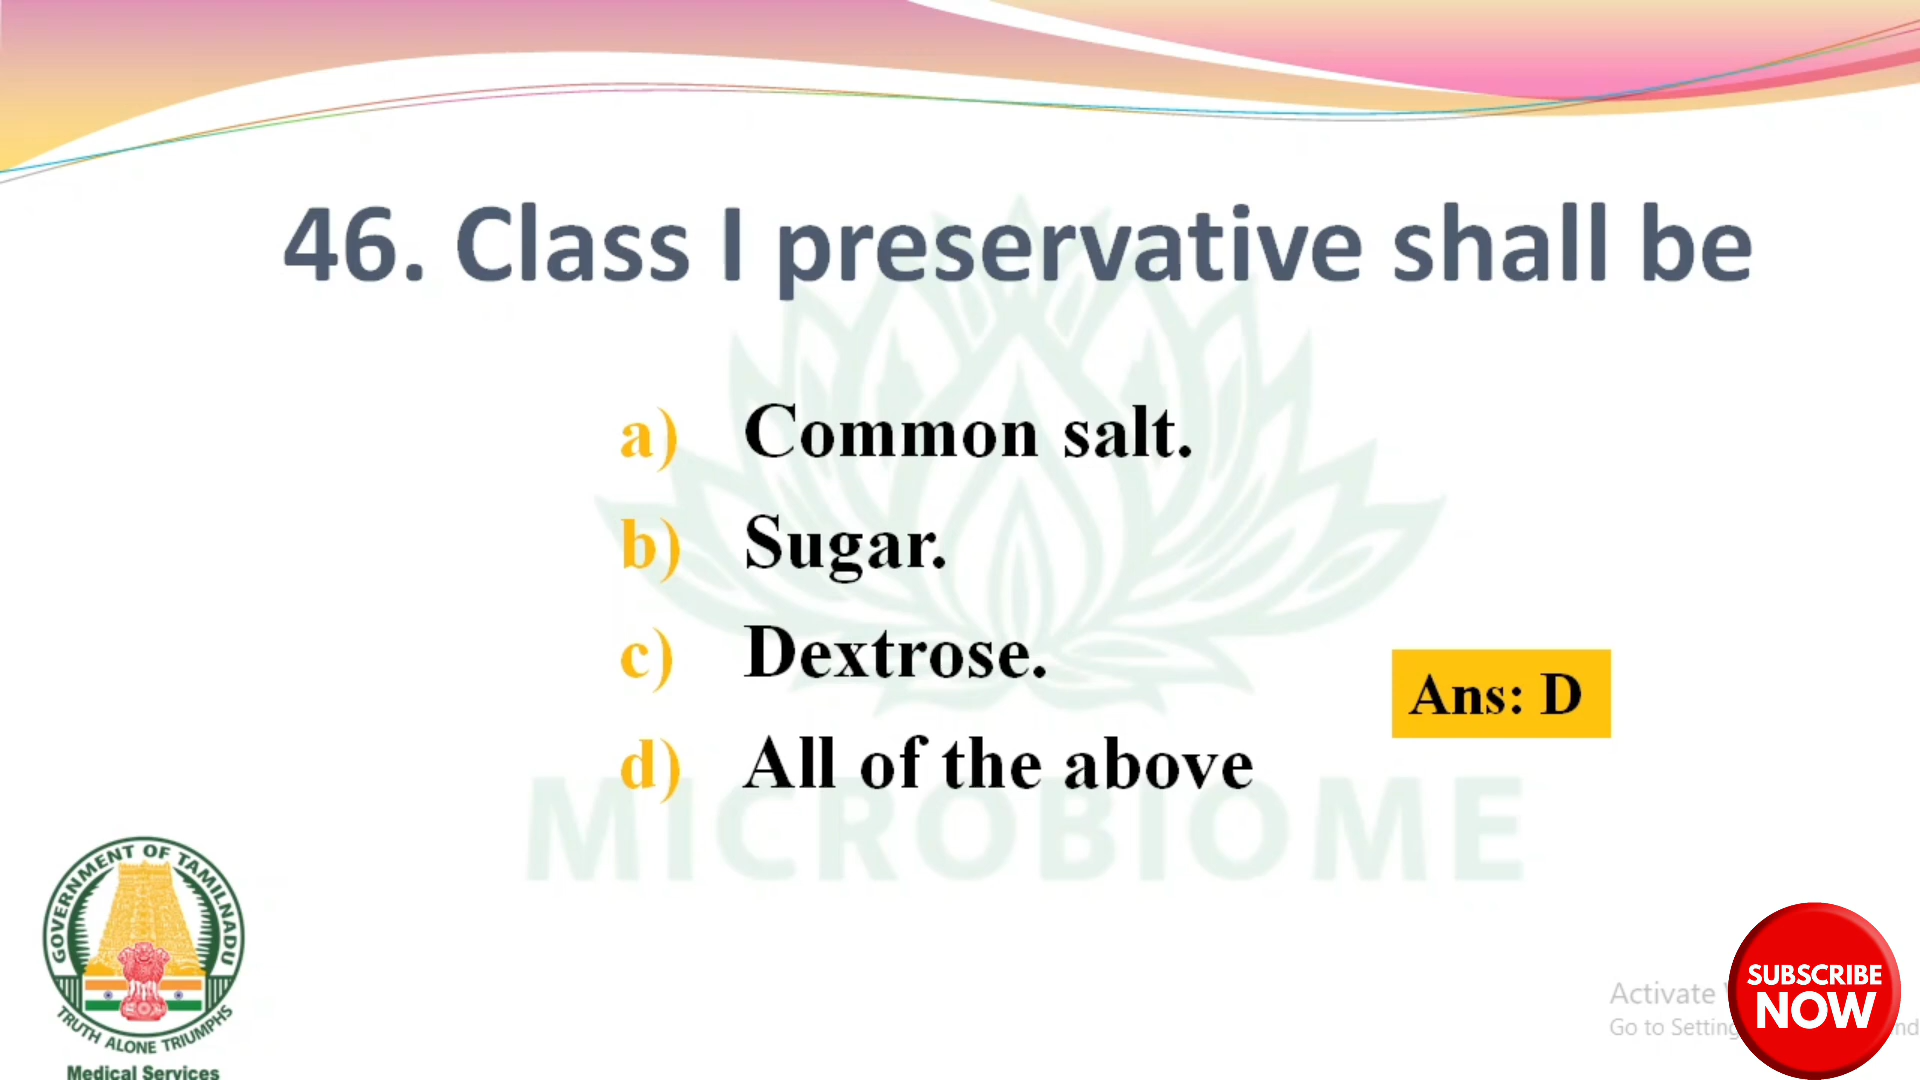 46. Class I preservative shall be
a) Common salt.
b) Sugar.
c) Dextrose.
Ans: D
d) All of the above
MICROBIOME
GOVERNMENT OF TAMILNADU
TRUTH ALONE TRIUMPHS
Medical Services
Activate
Go to Setting
SUBSCRIBE
NOW